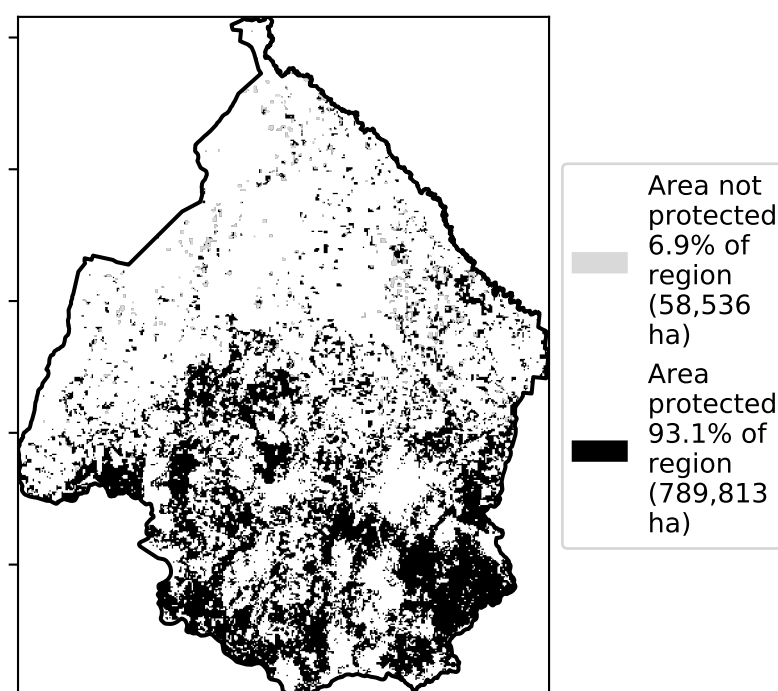 Area not
protected
6.9% of
region
(58,536
ha)
Area
protected
93.1% of
region
(789,813
ha)